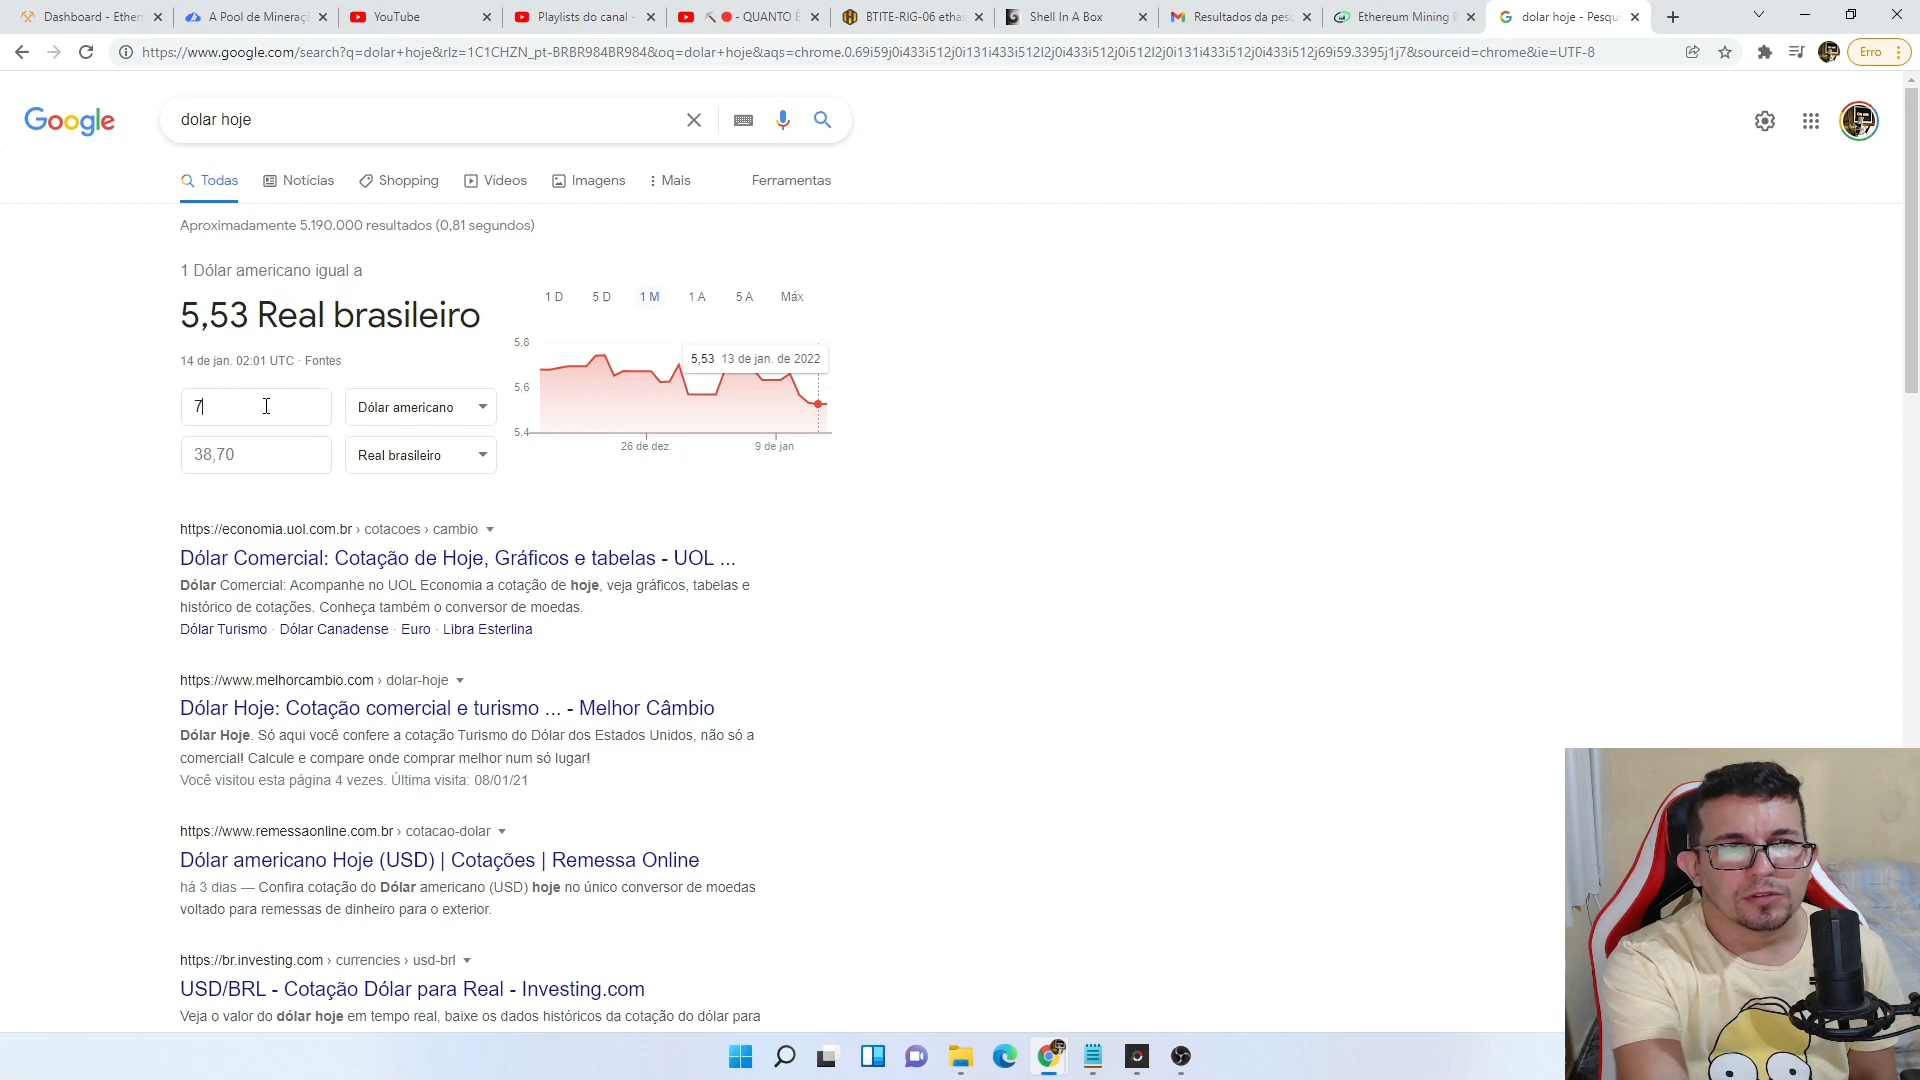 Dashboard - Ether
A Pool de Mineraçã
YouTube
Playlists do canal -
- QUANTO E
BTITE-RIG-06 etha
Shell In A Box
Resultados da pesq
Ethereum Mining P
dolar hoje - Pesqu
https://www.google.com/search?q=dolar+hoje&rlz=1C1CHZN_pt-BRBR984BR984&oq=dolar+hoje&aqs=chrome.0.69i59j0i433i512j0i131i433i512l2j0i433i512j0i512l2j0i131i433i512j0i433i512j69i59.3395j1j7&sourceid=chrome&ie=UTF-8
Erro
Google
dolar hoje
Todas
Notícias
Shopping
Vídeos
Imagens
Mais
Ferramentas
Aproximadamente 5.190.000 resultados (0,81 segundos)
1 Dólar americano igual a
5,53 Real brasileiro
14 de jan. 02:01 UTC · Fontes
7
Dólar americano
38,70
Real brasileiro
1 D
5 D
1 M
1 A
5 A
Máx
5,8
5,6
5,4
5,53 13 de jan. de 2022
26 de dez.
9 de jan.
https://economia.uol.com.br › cotacoes › cambio
Dólar Comercial: Cotação de Hoje, Gráficos e tabelas - UOL ...
Dólar Comercial: Acompanhe no UOL Economia a cotação de hoje, veja gráficos, tabelas e
histórico de cotações. Conheça também o conversor de moedas.
Dólar Turismo · Dólar Canadense · Euro · Libra Esterlina
https://www.melhorcambio.com › dolar-hoje
Dólar Hoje: Cotação comercial e turismo ... - Melhor Câmbio
Dólar Hoje. Só aqui você confere a cotação Turismo do Dólar dos Estados Unidos, não só a
comercial! Calcule e compare onde comprar melhor num só lugar!
Você visitou esta página 4 vezes. Última visita: 08/01/21
https://www.remessaonline.com.br › cotacao-dolar
Dólar americano Hoje (USD) | Cotações | Remessa Online
há 3 dias — Confira cotação do Dólar americano (USD) hoje no único conversor de moedas
voltado para remessas de dinheiro para o exterior.
https://br.investing.com › currencies › usd-brl
USD/BRL - Cotação Dólar para Real - Investing.com
Veja o valor do dólar hoje em tempo real, baixe os dados históricos da cotação do dólar para